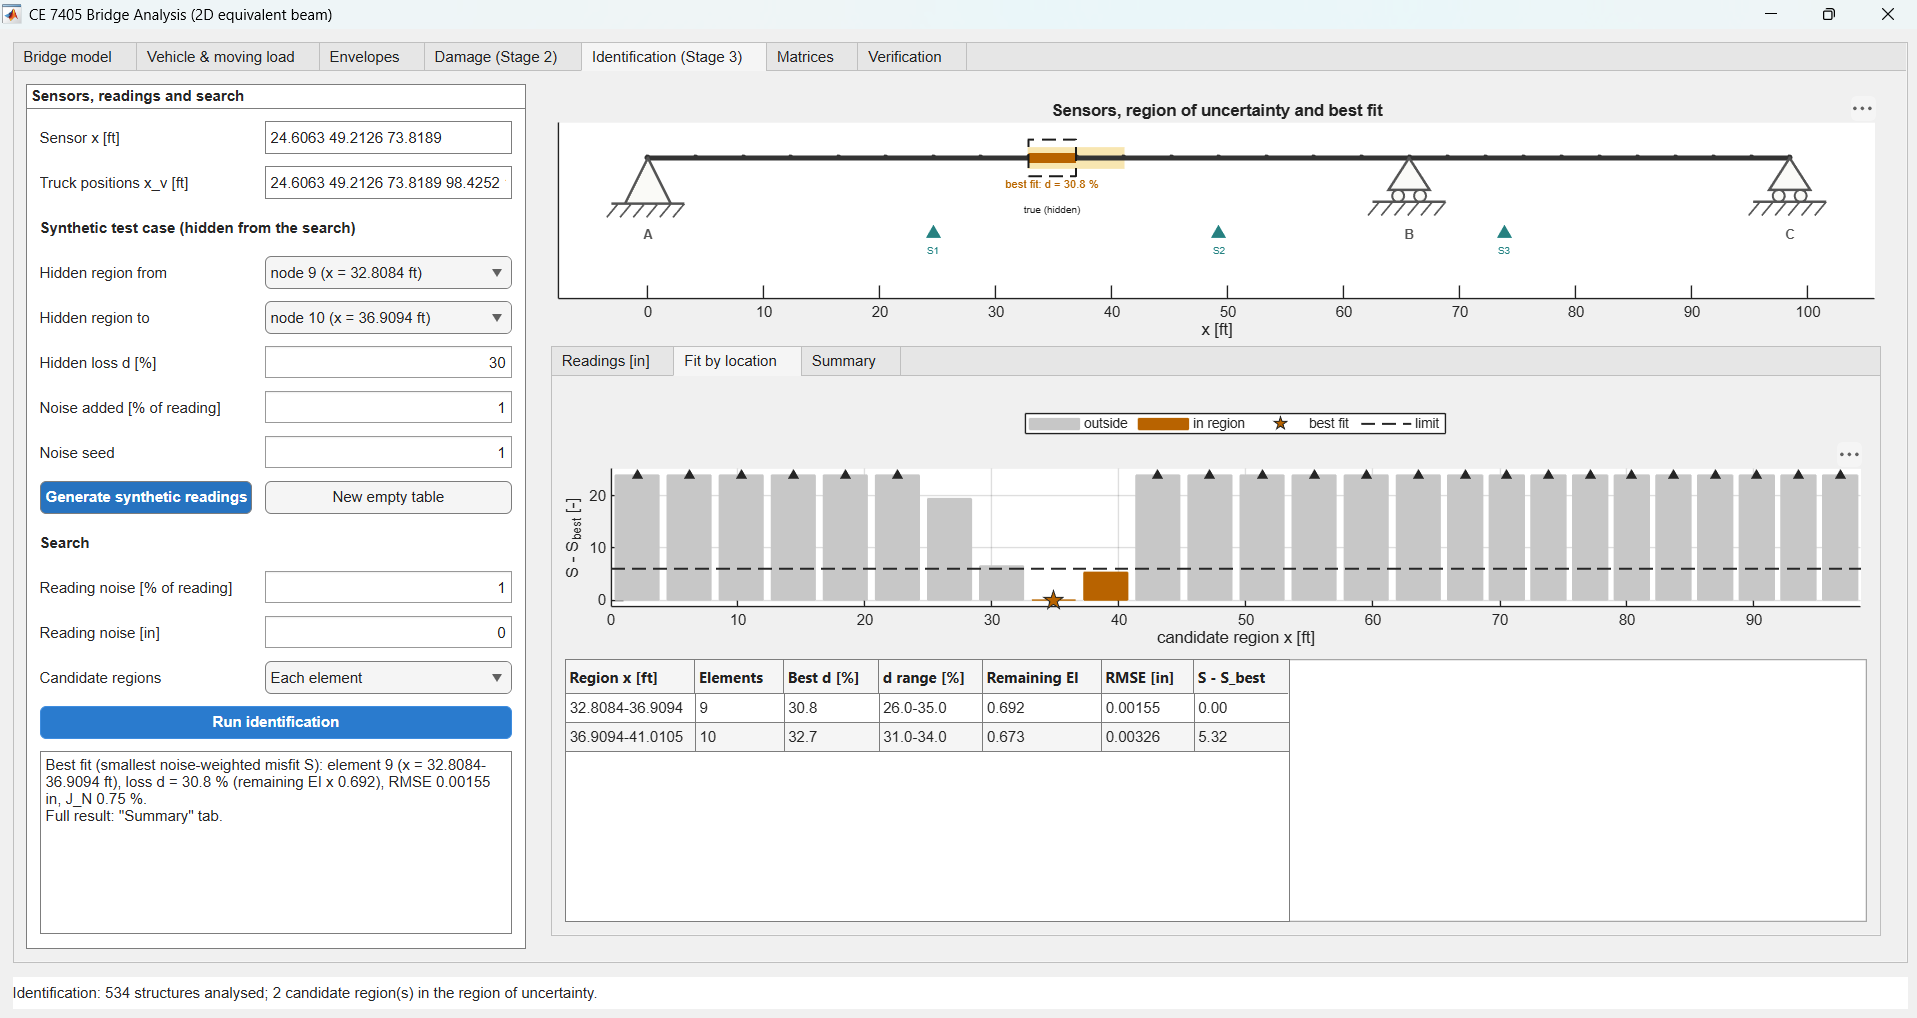 CE 7405 Bridge Analysis (2D equivalent beam)
Bridge model Vehicle & moving load Envelopes Damage (Stage 2) Identification (Stage 3) Matrices Verification
Sensors, readings and search
Sensor x [ft] 24.6063 49.2126 73.8189
Truck positions x_v [ft] 24.6063 49.2126 73.8189 98.4252
Synthetic test case (hidden from the search)
Hidden region from node 9 (x = 32.8084 ft)
Hidden region to node 10 (x = 36.9094 ft)
Hidden loss d [%] 30
Noise added [% of reading] 1
Noise seed 1
Generate synthetic readings New empty table
Search
Reading noise [% of reading] 1
Reading noise [in] 0
Candidate regions Each element
Run identification
Best fit (smallest noise-weighted misfit S): element 9 (x = 32.8084-
36.9094 ft), loss d = 30.8 % (remaining EI x 0.692), RMSE 0.00155
in, J_N 0.75 %.
Full result: "Summary" tab.
Sensors, region of uncertainty and best fit
best fit: d = 30.8 %
true (hidden)
A B C
S1 S2 S3
0 10 20 30 40 50 60 70 80 90 100
x [ft]
Readings [in] Fit by location Summary
outside in region best fit limit
S - Sbest [-]
20
10
0
0 10 20 30 40 50 60 70 80 90
candidate region x [ft]
Region x [ft] Elements Best d [%] d range [%] Remaining EI RMSE [in] S - S_best
32.8084-36.9094 9 30.8 26.0-35.0 0.692 0.00155 0.00
36.9094-41.0105 10 32.7 31.0-34.0 0.673 0.00326 5.32
Identification: 534 structures analysed; 2 candidate region(s) in the region of uncertainty.